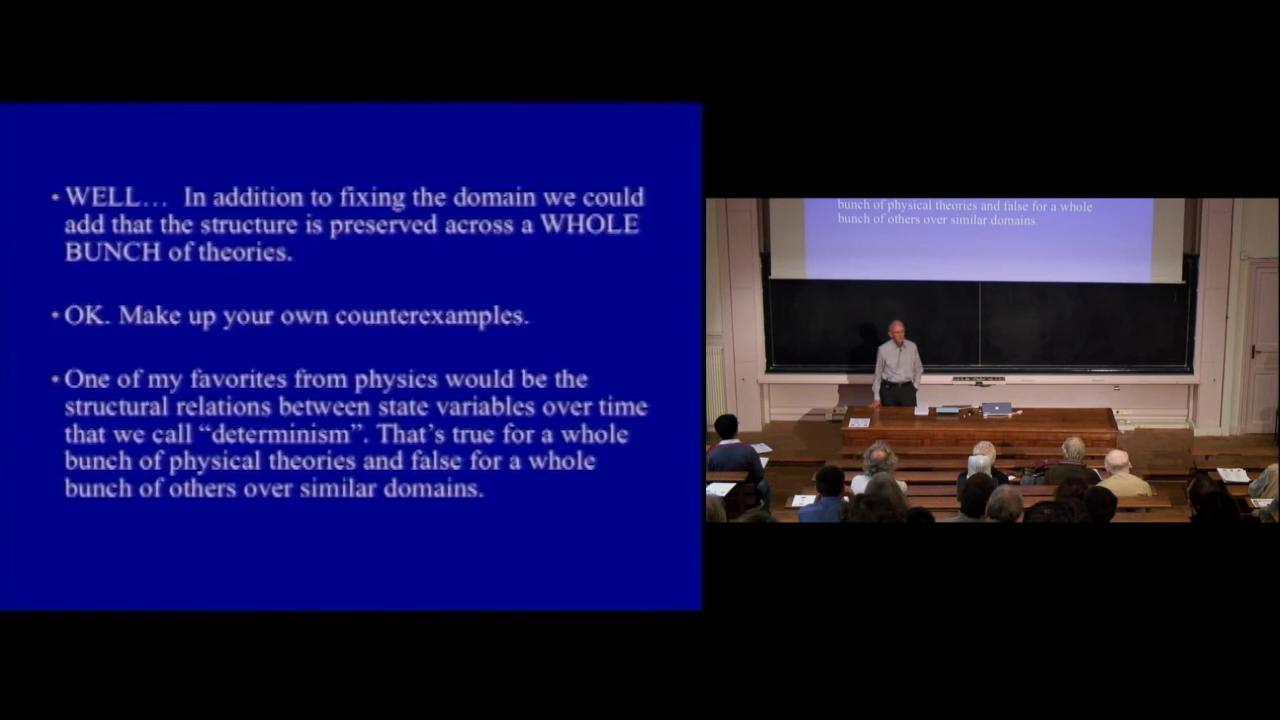 • WELL… In addition to fixing the domain we could
add that the structure is preserved across a WHOLE
BUNCH of theories.
• OK. Make up your own counterexamples.
• One of my favorites from physics would be the
structural relations between state variables over time
that we call “determinism”. That’s true for a whole
bunch of physical theories and false for a whole
bunch of others over similar domains.
bunch of physical theories and false for a whole
bunch of others over similar domains.